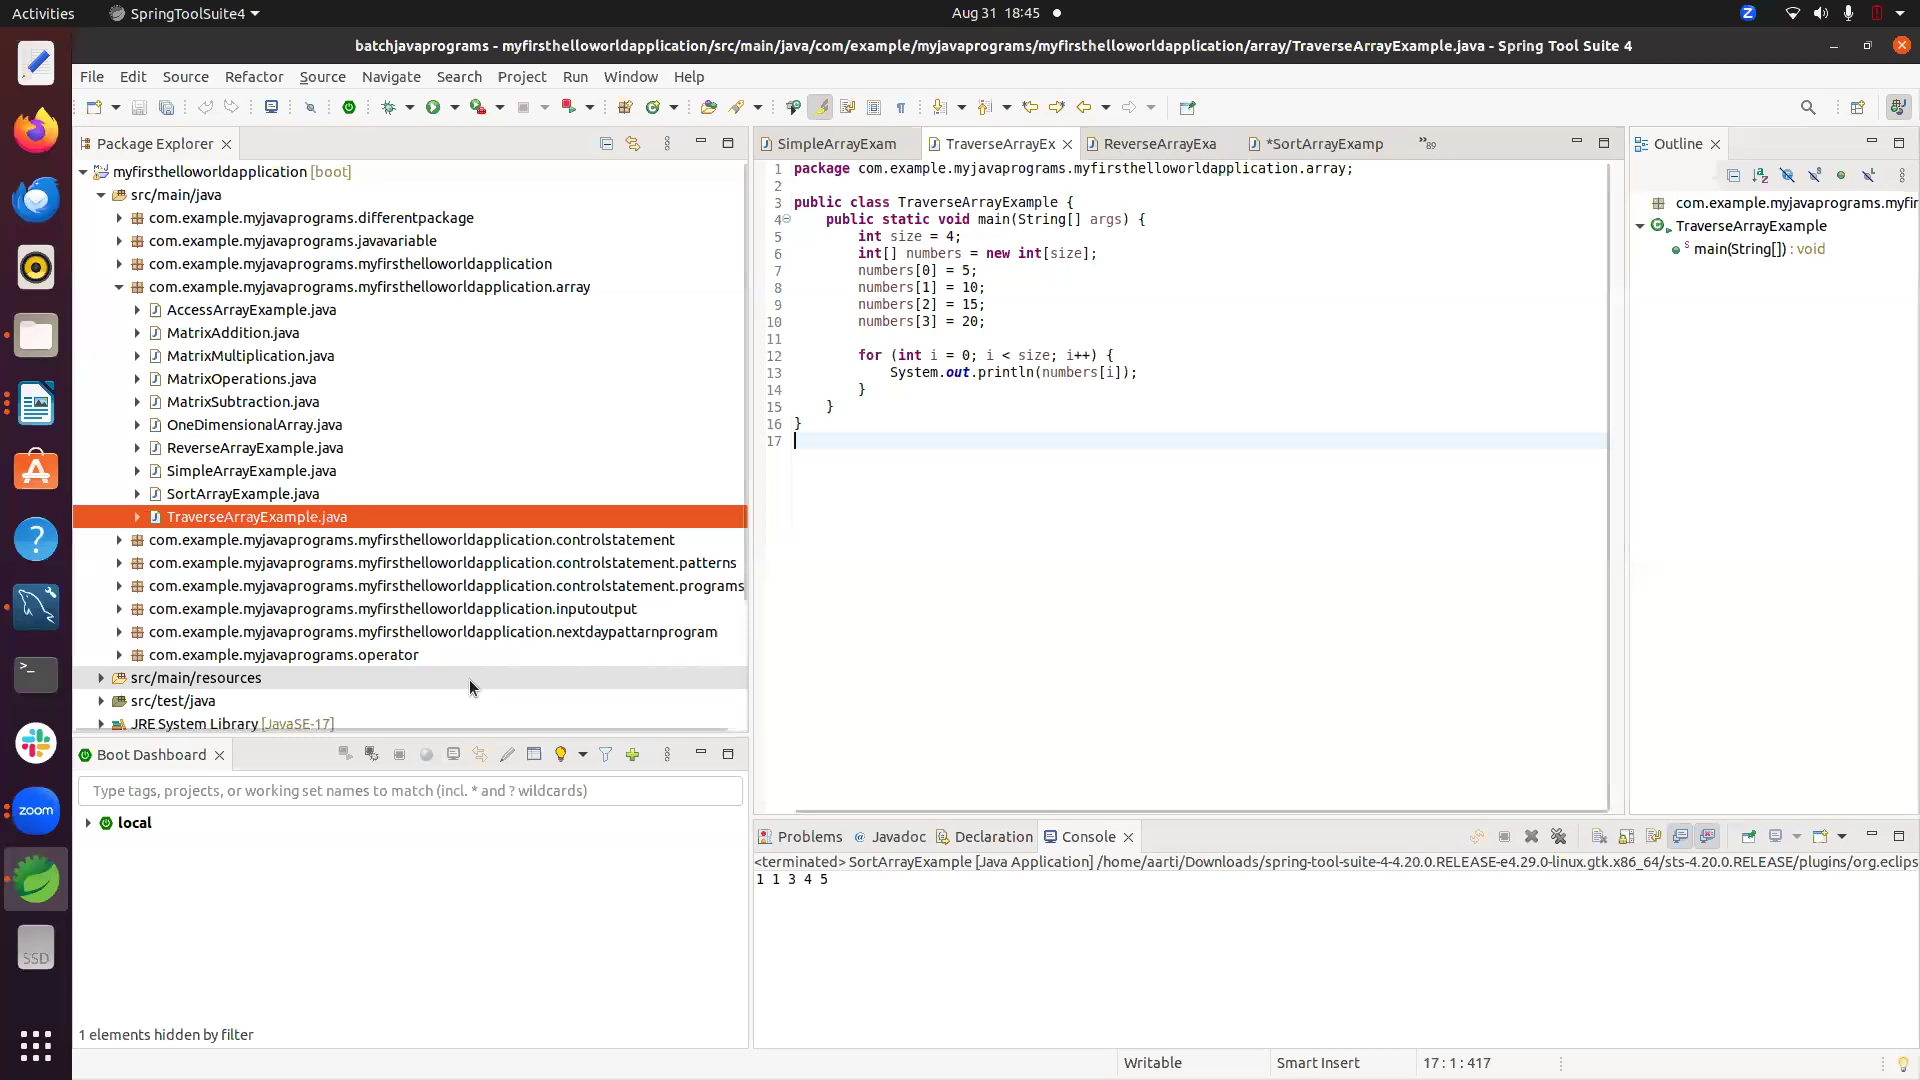 Activities
SpringToolSuite4
Aug 31 18:45
batchjavaprograms - myfirsthelloworldapplication/src/main/java/com/example/myjavaprograms/myfirsthelloworldapplication/array/TraverseArrayExample.java - Spring Tool Suite 4
File Edit Source Refactor Source Navigate Search Project Run Window Help
Package Explorer
myfirsthelloworldapplication [boot]
src/main/java
com.example.myjavaprograms.differentpackage
com.example.myjavaprograms.javavariable
com.example.myjavaprograms.myfirsthelloworldapplication
com.example.myjavaprograms.myfirsthelloworldapplication.array
AccessArrayExample.java
MatrixAddition.java
MatrixMultiplication.java
MatrixOperations.java
MatrixSubtraction.java
OneDimensionalArray.java
ReverseArrayExample.java
SimpleArrayExample.java
SortArrayExample.java
TraverseArrayExample.java
com.example.myjavaprograms.myfirsthelloworldapplication.controlstatement
com.example.myjavaprograms.myfirsthelloworldapplication.controlstatement.patterns
com.example.myjavaprograms.myfirsthelloworldapplication.controlstatement.programs
com.example.myjavaprograms.myfirsthelloworldapplication.inputoutput
com.example.myjavaprograms.myfirsthelloworldapplication.nextdaypattarnprogram
com.example.myjavaprograms.operator
src/main/resources
src/test/java
JRE System Library [JavaSE-17]
Boot Dashboard
Type tags, projects, or working set names to match (incl. * and ? wildcards)
local
1 elements hidden by filter
SimpleArrayExam TraverseArrayEx ReverseArrayExa *SortArrayExamp »89
1 package com.example.myjavaprograms.myfirsthelloworldapplication.array;
2
3 public class TraverseArrayExample {
4 public static void main(String[] args) {
5 int size = 4;
6 int[] numbers = new int[size];
7 numbers[0] = 5;
8 numbers[1] = 10;
9 numbers[2] = 15;
10 numbers[3] = 20;
11
12 for (int i = 0; i < size; i++) {
13 System.out.println(numbers[i]);
14 }
15 }
16 }
17
Outline
com.example.myjavaprograms.myfir
TraverseArrayExample
main(String[]) : void
Problems Javadoc Declaration Console
<terminated> SortArrayExample [Java Application] /home/aarti/Downloads/spring-tool-suite-4-4.20.0.RELEASE-e4.29.0-linux.gtk.x86_64/sts-4.20.0.RELEASE/plugins/org.eclips
1 1 3 4 5
Writable
Smart Insert
17 : 1 : 417
zoom
SSD